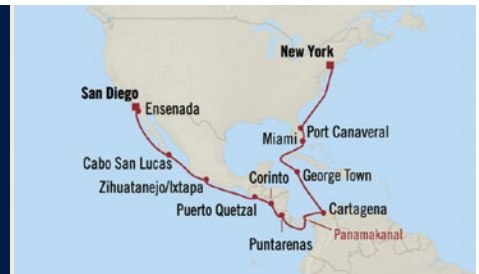 New York
San Diego
Ensenada
Port Canaveral
Miami
Cabo San Lucas
Corinto
George Town
Zihuatanejo/Ixtapa
Puerto Quetzal
Cartagena
Panamakanal
Puntarenas